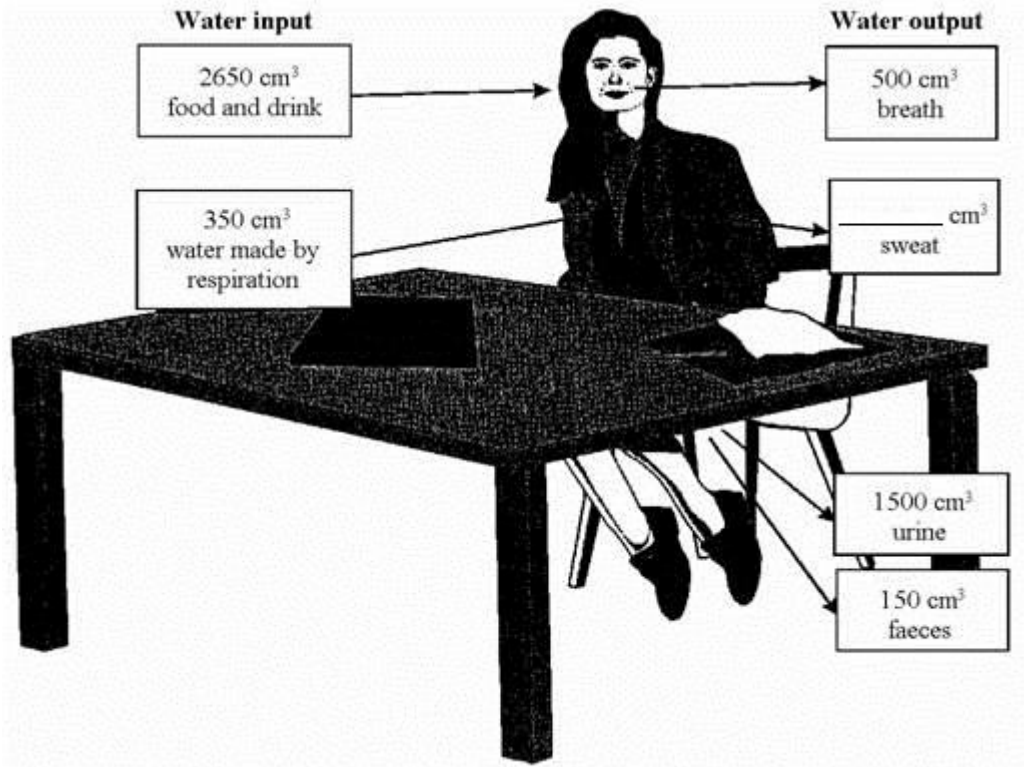 Water input
Water output
2650 cm³
food and drink
500 cm³
breath
350 cm³
water made by
respiration
________ cm³
sweat
1500 cm³
urine
150 cm³
faeces